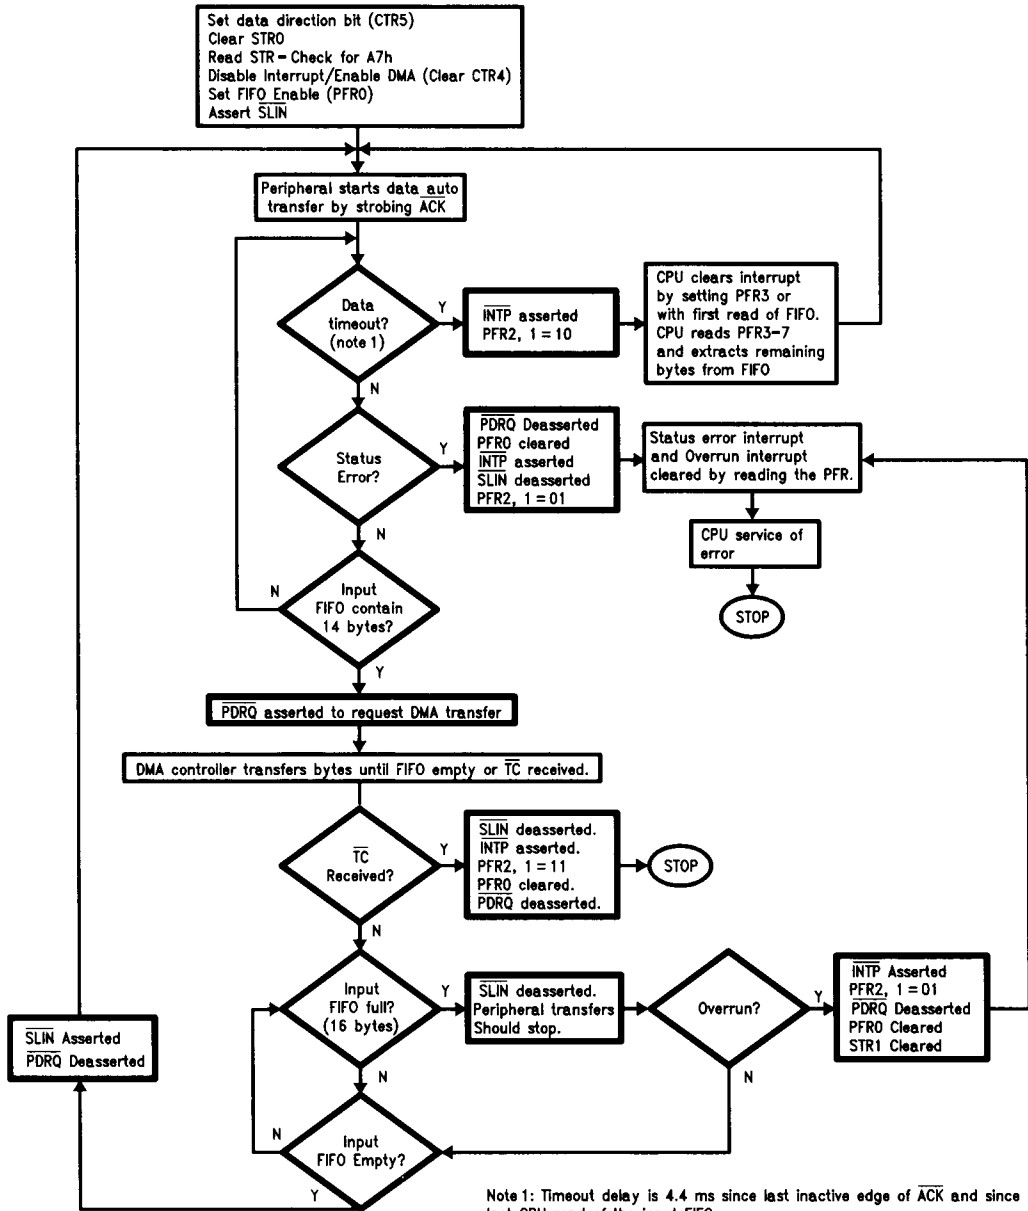 Set data direction bit (CTR5)
Clear STR0
Read STR – Check for A7h
Disable Interrupt/Enable DMA (Clear CTR4)
Set FIFO Enable (PFR0)
Assert SLIN
Peripheral starts data auto
transfer by strobing ACK
Data
timeout?
(note 1)
Y
N
INTP asserted
PFR2, 1 = 10
CPU clears interrupt
by setting PFR3 or
with first read of FIFO.
CPU reads PFR3-7
and extracts remaining
bytes from FIFO
Status
Error?
Y
N
PDRQ Deasserted
PFR0 cleared
INTP asserted
SLIN deasserted
PFR2, 1 = 01
Status error interrupt
and Overrun interrupt
cleared by reading the PFR.
CPU service of
error
STOP
Input
FIFO contain
14 bytes?
N
Y
PDRQ asserted to request DMA transfer
DMA controller transfers bytes until FIFO empty or TC received.
TC
Received?
Y
N
SLIN deasserted.
INTP asserted.
PFR2, 1 = 11
PFR0 cleared.
PDRQ deasserted.
STOP
Input
FIFO full?
(16 bytes)
Y
N
SLIN deasserted.
Peripheral transfers
Should stop.
Overrun?
Y
N
INTP Asserted
PFR2, 1 = 01
PDRQ Deasserted
PFR0 Cleared
STR1 Cleared
SLIN Asserted
PDRQ Deasserted
Input
FIFO Empty?
N
Y
Note 1: Timeout delay is 4.4 ms since last inactive edge of ACK and since